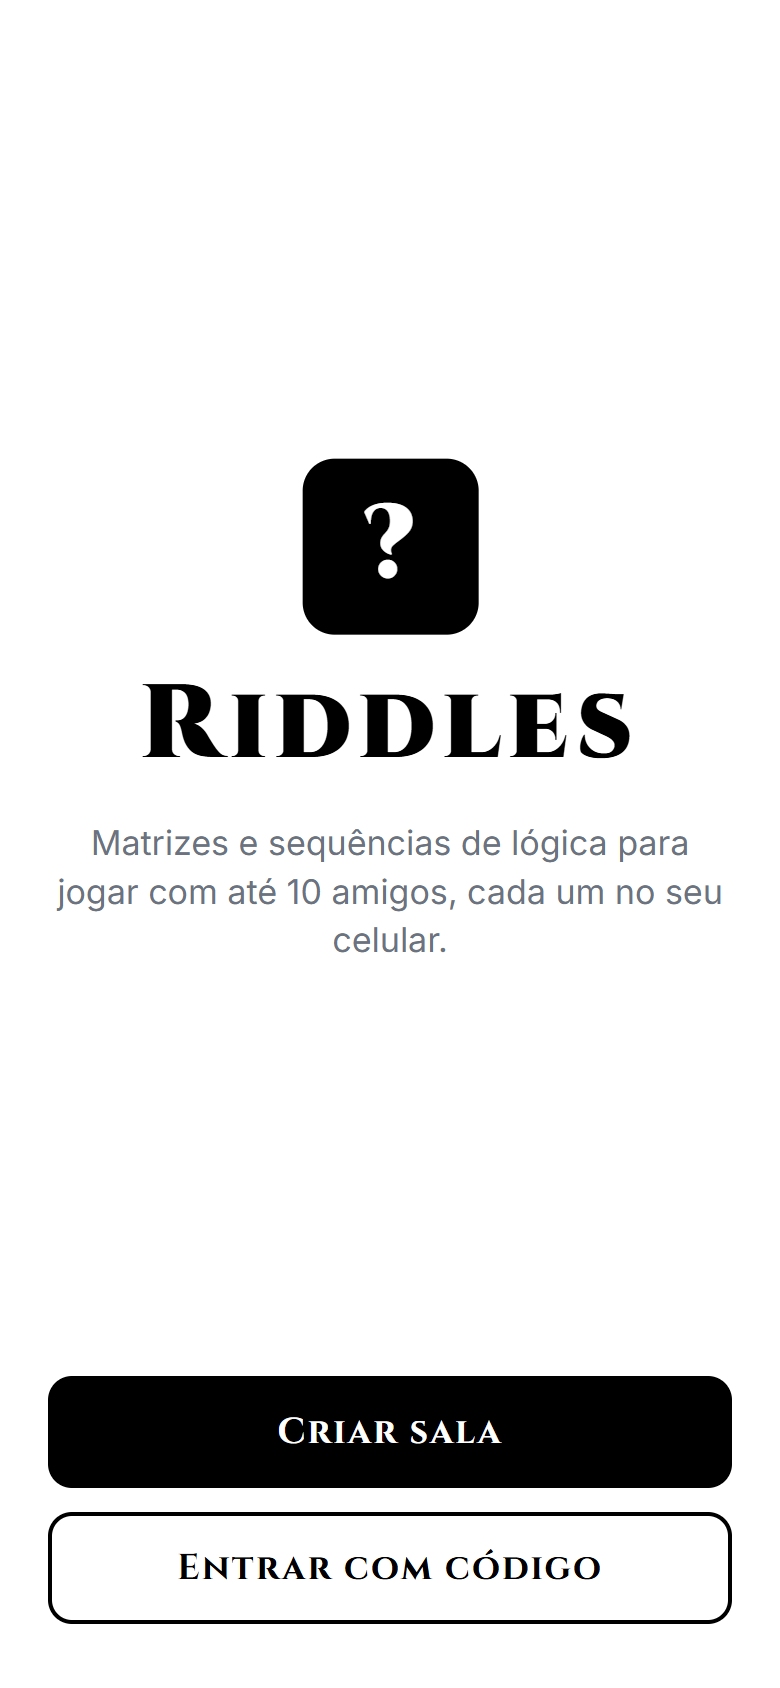 ?
Riddles
Matrizes e sequências de lógica para
jogar com até 10 amigos, cada um no seu
celular.
Criar sala
Entrar com código